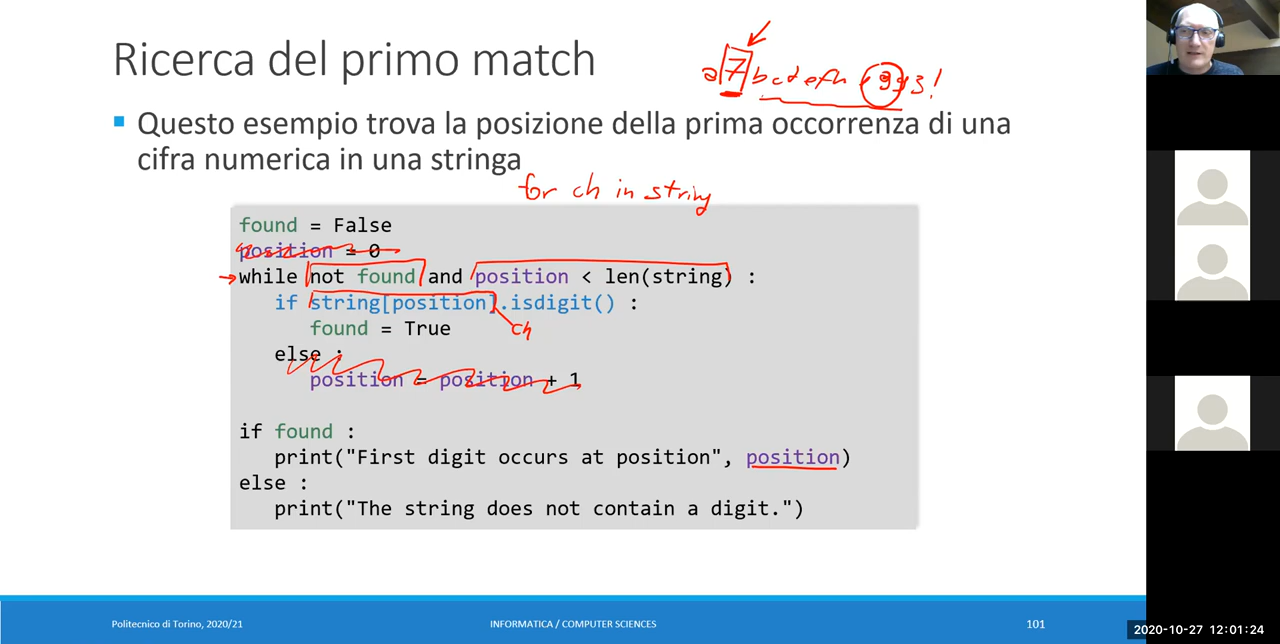 Ricerca del primo match
a 7 bcdefh
Questo esempio trova la posizione della prima occorrenza di una
cifra numerica in una stringa
for ch in string
found = False
position = 0
while not found and position < len(string) :
if string[position].isdigit() :
found = True
ch
else :
position = position + 1
if found :
print("First digit occurs at position", position)
else :
print("The string does not contain a digit.")
Politecnico di Torino, 2020/21
INFORMATICA / COMPUTER SCIENCES
101
2020-10-27 12:01:24